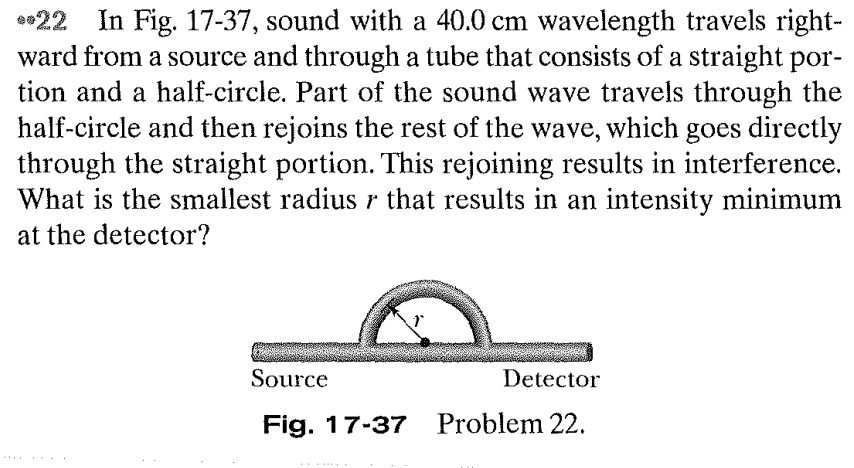 ••22 In Fig. 17-37, sound with a 40.0 cm wavelength travels right-
ward from a source and through a tube that consists of a straight por-
tion and a half-circle. Part of the sound wave travels through the
half-circle and then rejoins the rest of the wave, which goes directly
through the straight portion. This rejoining results in interference.
What is the smallest radius r that results in an intensity minimum
at the detector?
r
Source Detector
Fig. 17-37 Problem 22.